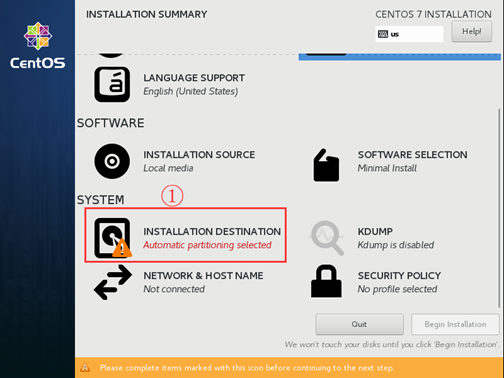 INSTALLATION SUMMARY
CENTOS 7 INSTALLATION
us
Help!
CentOS
LANGUAGE SUPPORT
English (United States)
SOFTWARE
INSTALLATION SOURCE
Local media
SOFTWARE SELECTION
Minimal Install
SYSTEM
①
INSTALLATION DESTINATION
Automatic partitioning selected
KDUMP
Kdump is disabled
NETWORK & HOST NAME
Not connected
SECURITY POLICY
No profile selected
Quit
Begin Installation
We won't touch your disks until you click 'Begin Installation'.
Please complete items marked with this icon before continuing to the next step.